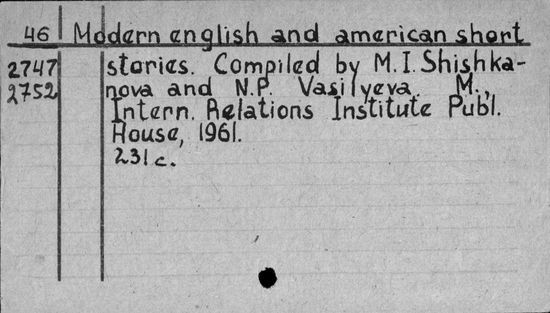 46 Modern english and american short
2747 stories. Compiled by M.I. Shishka-
2752 nova and N.P. Vasilyeva. M.,
Intern. Relations Institute Publ.
House, 1961.
231 c.